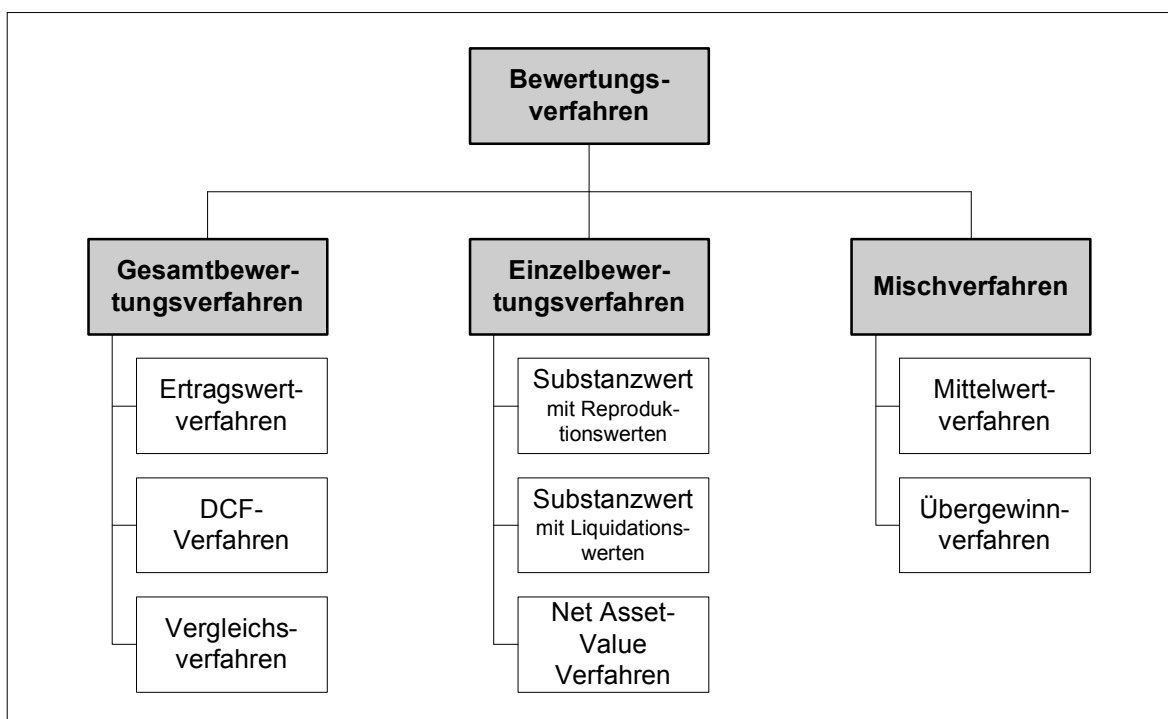 Bewertungs-
verfahren
Gesamtbewer-
tungsverfahren
Ertragswert-
verfahren
DCF-
Verfahren
Vergleichs-
verfahren
Einzelbewer-
tungsverfahren
Substanzwert
mit Reproduk-
tionswerten
Substanzwert
mit Liquidations-
werten
Net Asset-
Value
Verfahren
Mischverfahren
Mittelwert-
verfahren
Übergewinn-
verfahren